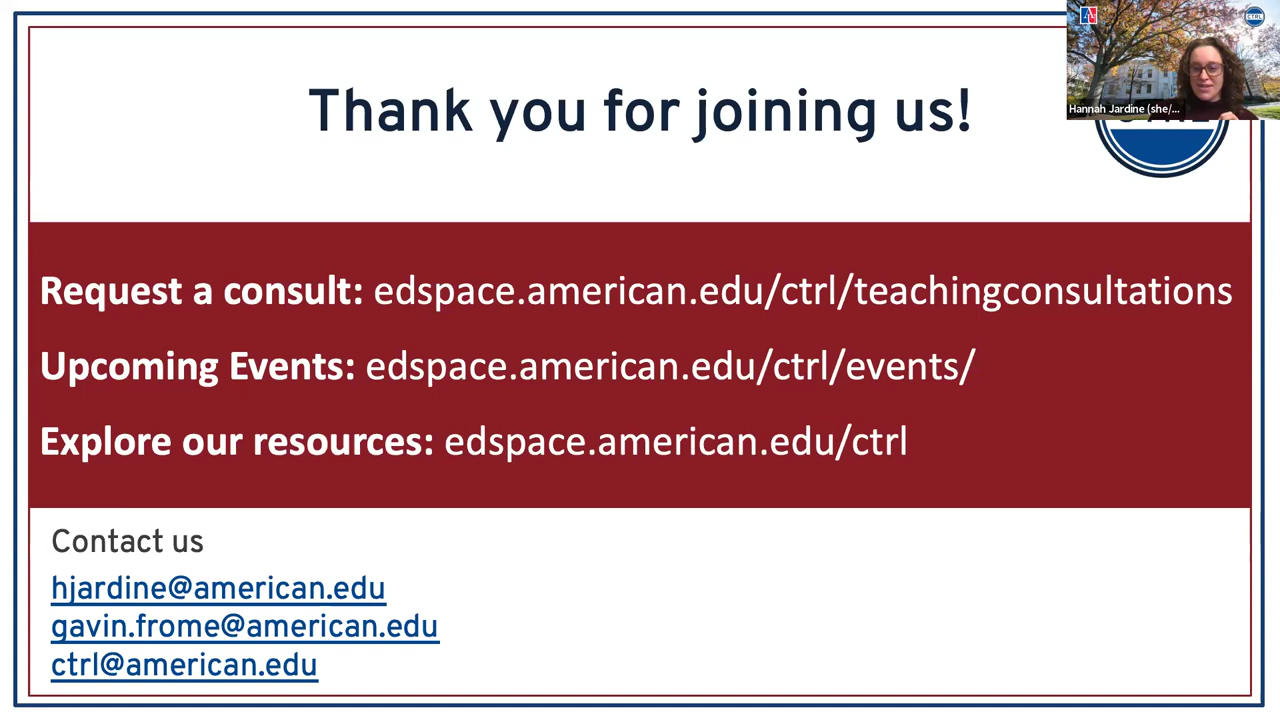 Thank you for joining us!
CTRL
Hannah Jardine (she/...
Request a consult: edspace.american.edu/ctrl/teachingconsultations
Upcoming Events: edspace.american.edu/ctrl/events/
Explore our resources: edspace.american.edu/ctrl
Contact us
hjardine@american.edu
gavin.frome@american.edu
ctrl@american.edu